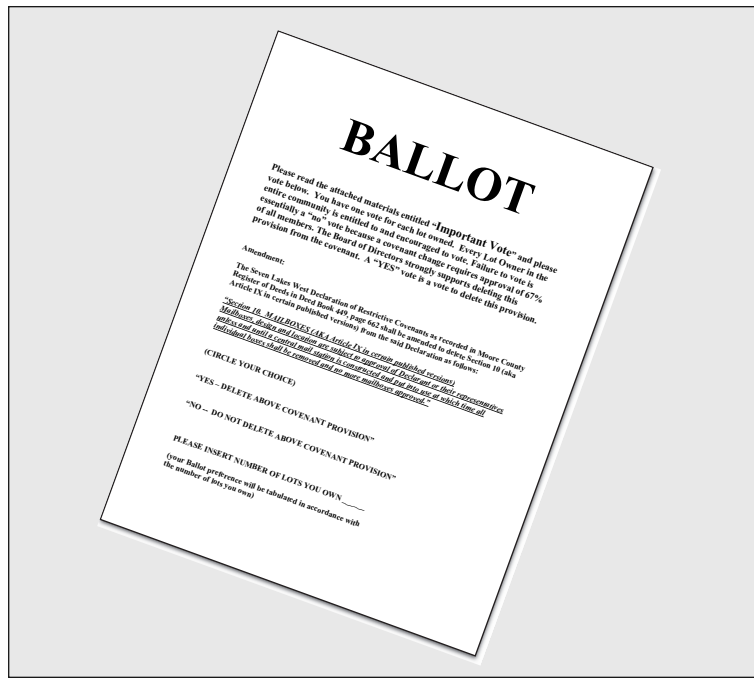 BALLOT
Please read the attached materials entitled “Important Vote” and please
vote below. You have one vote for each lot owned. Every Lot Owner in the
entire community is entitled to and encouraged to vote. Failure to vote is
essentially a “no” vote because a covenant change requires approval of 67%
of all members. The Board of Directors strongly supports deleting this
provision from the covenant. A “YES” vote is a vote to delete this provision.
Amendment:
The Seven Lakes West Declaration of Restrictive Covenants as recorded in Moore County
Register of Deeds in Deed Book 449, page 662 shall be amended to delete Section 10 (aka
Article IX in certain published versions) from the said Declaration as follows:
“Section 10. MAILBOXES (AKA Article IX in certain published versions)
Mailboxes, design and location are subject to approval of Declarant or their representatives
unless and until a central mail station is constructed and put into use at which time all
individual boxes shall be removed and no more mailboxes approved.”
(CIRCLE YOUR CHOICE)
“YES – DELETE ABOVE COVENANT PROVISION”
“NO -- DO NOT DELETE ABOVE COVENANT PROVISION”
PLEASE INSERT NUMBER OF LOTS YOU OWN _____
(your Ballot preference will be tabulated in accordance with
the number of lots you own)